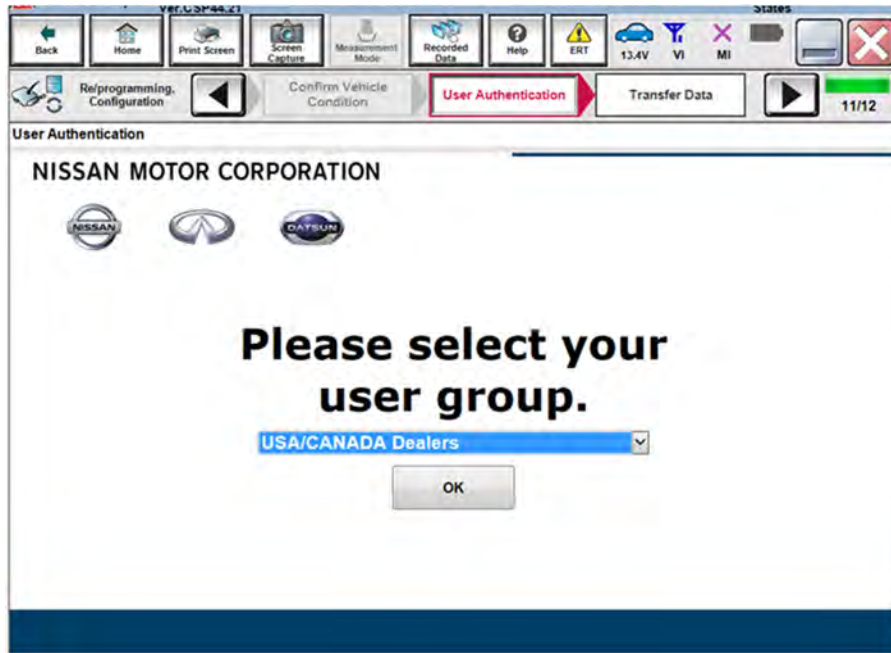 Ver.CSP44.21
States
Back
Home
Print Screen
Screen Capture
Measurement Mode
Recorded Data
Help
ERT
13.4V
VI
MI
Re/programming, Configuration
Confirm Vehicle Condition
User Authentication
Transfer Data
11/12
User Authentication
NISSAN MOTOR CORPORATION
NISSAN
DATSUN
Please select your
user group.
USA/CANADA Dealers
OK